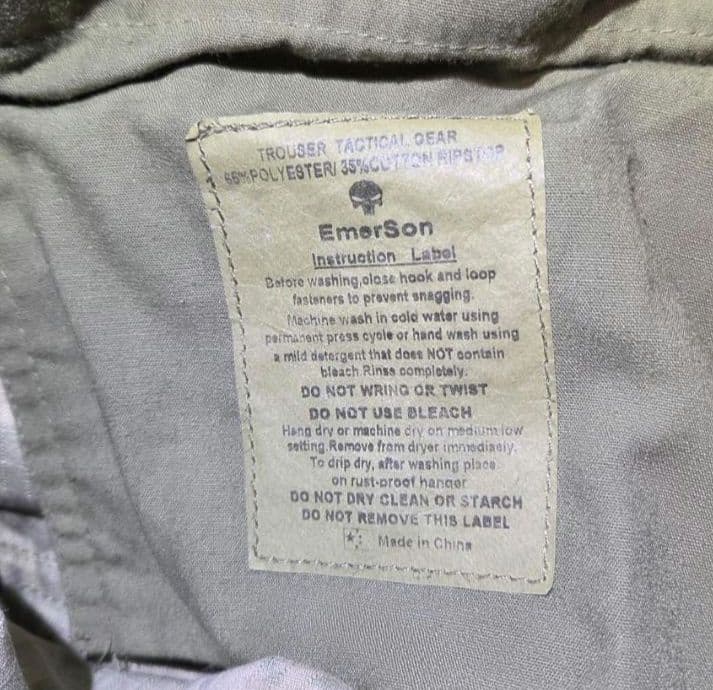 TROUSER TACTICAL GEAR
65%POLYESTER/ 35%COTTON RIPSTOP
EmerSon
Instruction Label
Before washing,close hook and loop
fasteners to prevent snagging.
Machine wash in cold water using
permanent press cycle or hand wash using
a mild detergent that does NOT contain
bleach.Rinse completely.
DO NOT WRING OR TWIST
DO NOT USE BLEACH
Hang dry or machine dry on medium low
setting.Remove from dryer immediasly.
To drip dry, after washing place
on rust-oroof hanger
DO NOT DRY CLEAN OR STARCH
DO NOT REMOVE THIS LABEL
Made in China